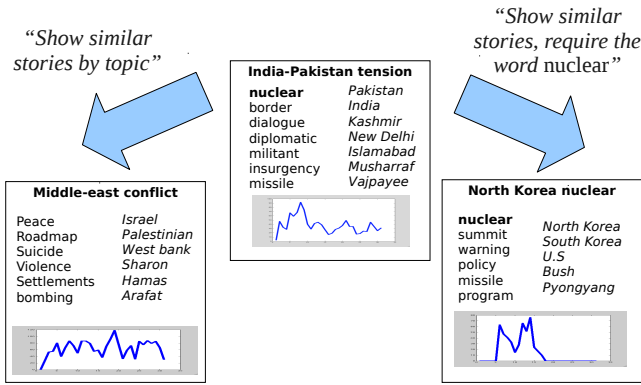 “Show similar
stories by topic”
“Show similar
stories, require the
word nuclear”
India-Pakistan tension
nuclear Pakistan
border India
dialogue Kashmir
diplomatic New Delhi
militant Islamabad
insurgency Musharraf
missile Vajpayee
Middle-east conflict
Peace Israel
Roadmap Palestinian
Suicide West bank
Violence Sharon
Settlements Hamas
bombing Arafat
North Korea nuclear
nuclear North Korea
summit South Korea
warning U.S
policy Bush
missile Pyongyang
program